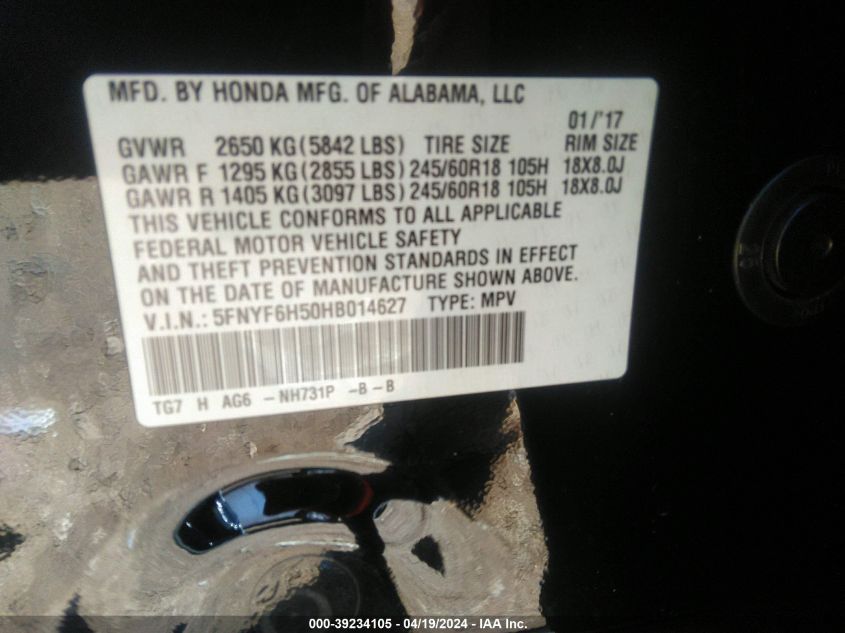 MFD. BY HONDA MFG. OF ALABAMA, LLC
01/'17
GVWR 2650 KG(5842 LBS) TIRE SIZE RIM SIZE
GAWR F 1295 KG(2855 LBS) 245/60R18 105H 18X8.0J
GAWR R 1405 KG(3097 LBS) 245/60R18 105H 18X8.0J
THIS VEHICLE CONFORMS TO ALL APPLICABLE
FEDERAL MOTOR VEHICLE SAFETY
AND THEFT PREVENTION STANDARDS IN EFFECT
ON THE DATE OF MANUFACTURE SHOWN ABOVE.
V.I.N.: 5FNYF6H50HB014627 TYPE: MPV
TG7 H AG6 -NH731P -B-B
000-39234105 - 04/19/2024 - IAA Inc.